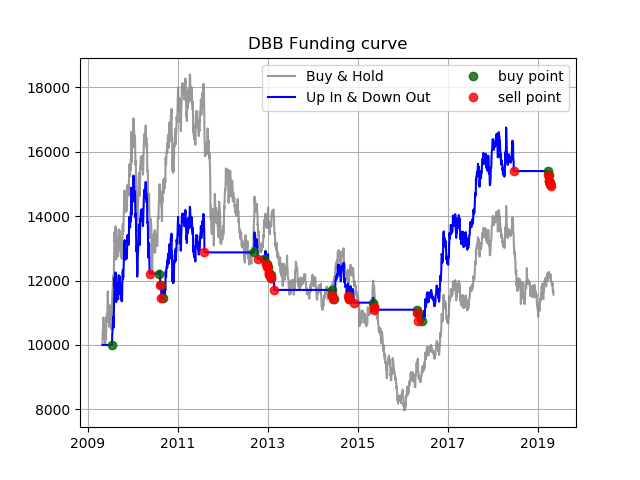 DBB Funding curve
Buy & Hold
Up In & Down Out
buy point
sell point
18000
16000
14000
12000
10000
8000
2009 2011 2013 2015 2017 2019